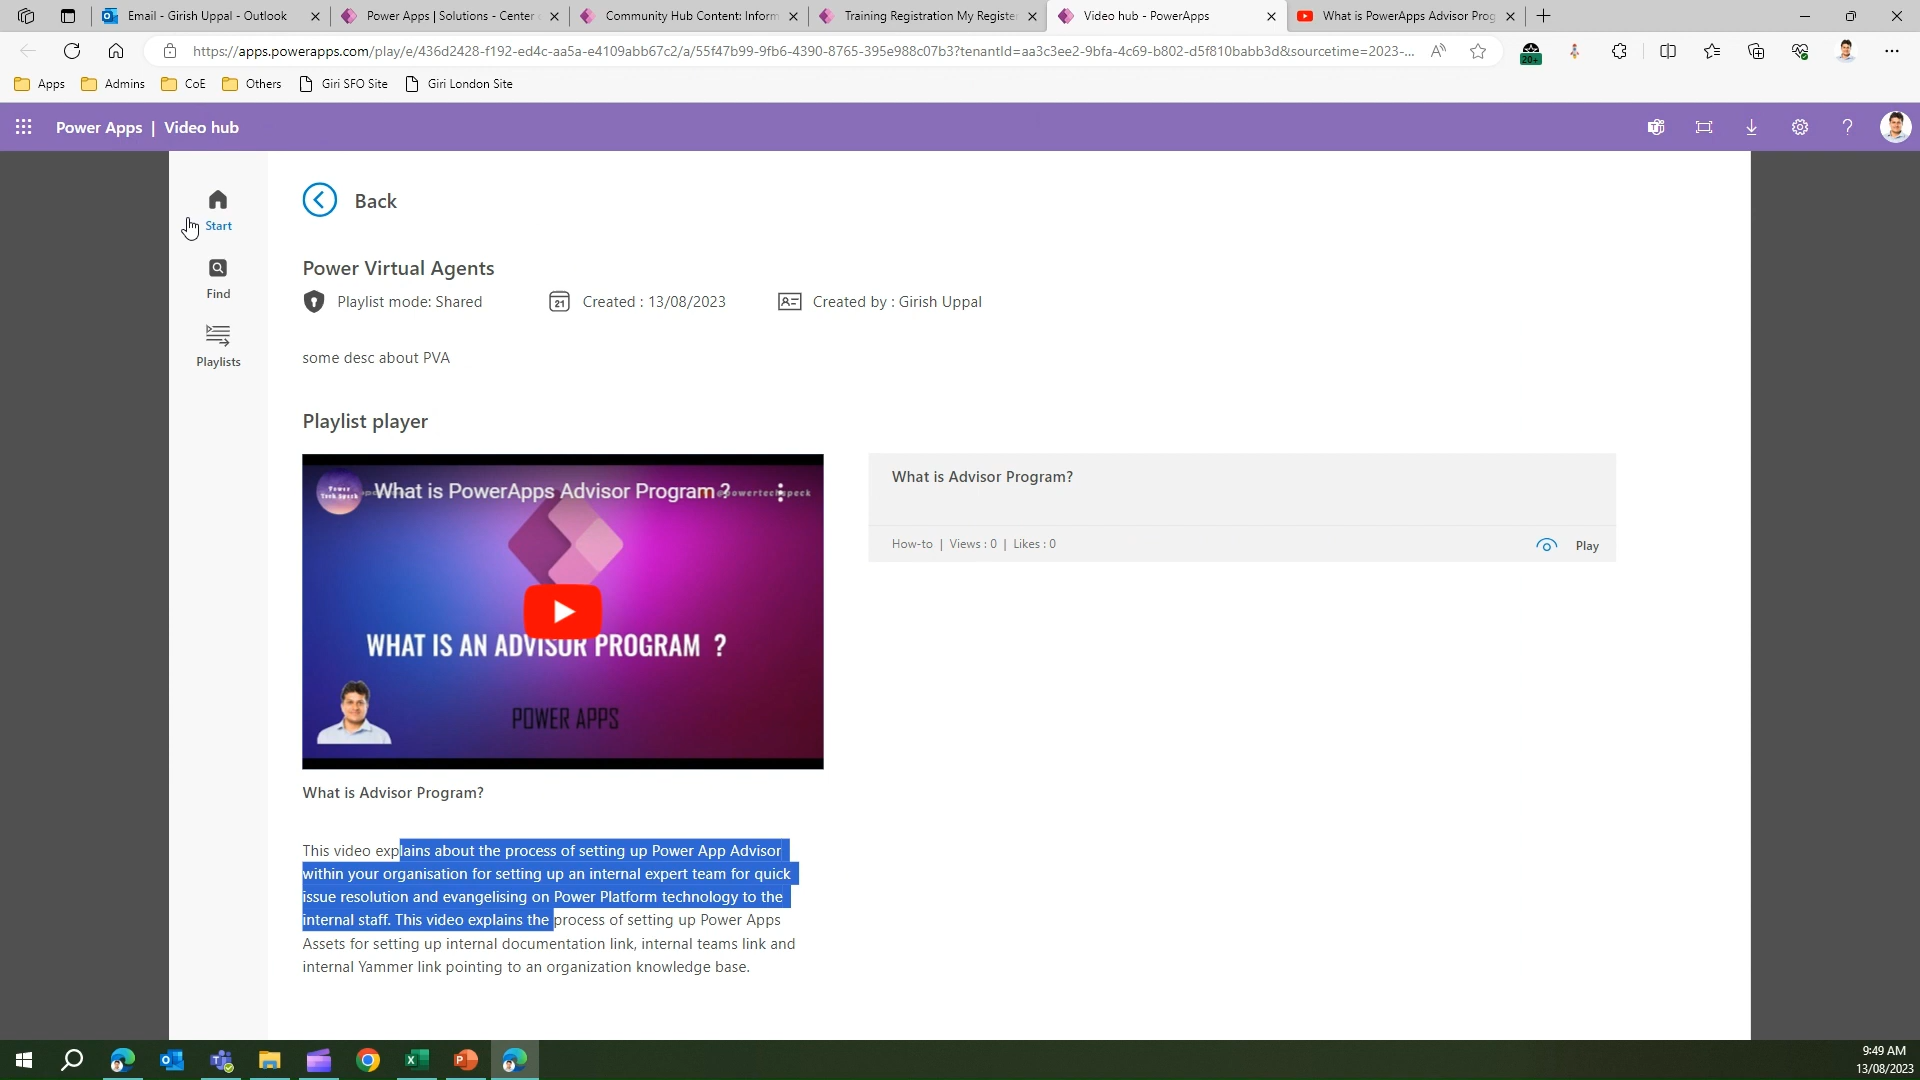 Email - Girish Uppal - Outlook
Power Apps | Solutions - Center
Community Hub Content: Inform
Training Registration My Registe
Video hub - PowerApps
What is PowerApps Advisor Prog
https://apps.powerapps.com/play/e/436d2428-f192-ed4c-aa5a-e4109abb67c2/a/55f47b99-9fb6-4390-8765-395e988c07b3?tenantId=aa3c3ee2-9bfa-4c69-b802-d5f810babb3d&sourcetime=2023-...
20+
Apps
Admins
CoE
Others
Giri SFO Site
Giri London Site
Power Apps | Video hub
Start
Find
Playlists
Back
Power Virtual Agents
Playlist mode: Shared
21
Created : 13/08/2023
Created by : Girish Uppal
some desc about PVA
Playlist player
Power
Tech Speck
What is PowerApps Advisor Program ?
WHAT IS AN ADVISOR PROGRAM ?
POWER APPS
What is Advisor Program?
How-to | Views : 0 | Likes : 0
Play
What is Advisor Program?
This video explains about the process of setting up Power App Advisor
within your organisation for setting up an internal expert team for quick
issue resolution and evangelising on Power Platform technology to the
internal staff. This video explains the process of setting up Power Apps
Assets for setting up internal documentation link, internal teams link and
internal Yammer link pointing to an organization knowledge base.
9:49 AM
13/08/2023